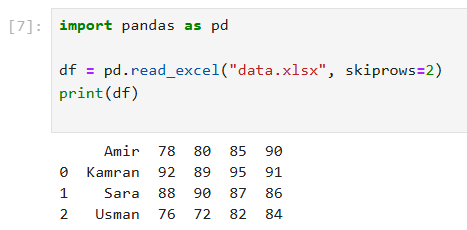 [7]: import pandas as pd
df = pd.read_excel("data.xlsx", skiprows=2)
print(df)
Amir 78 80 85 90
0 Kamran 92 89 95 91
1 Sara 88 90 87 86
2 Usman 76 72 82 84